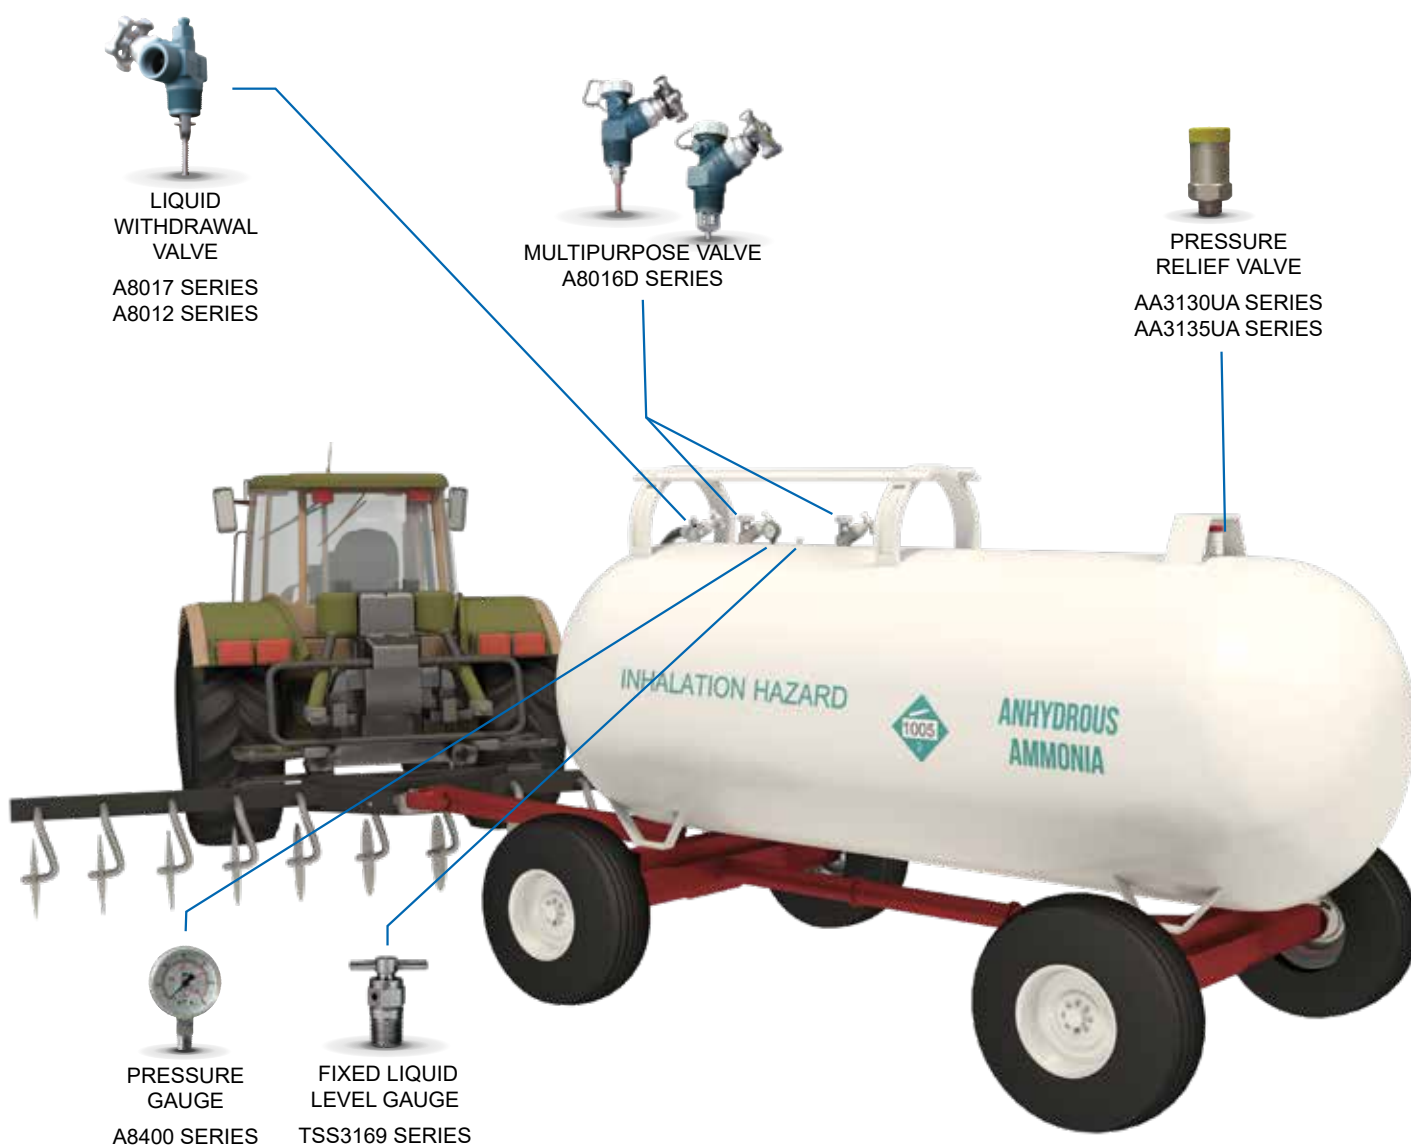 LIQUID
WITHDRAWAL
VALVE
A8017 SERIES
A8012 SERIES
MULTIPURPOSE VALVE
A8016D SERIES
PRESSURE
RELIEF VALVE
AA3130UA SERIES
AA3135UA SERIES
INHALATION HAZARD
1005
2
ANHYDROUS
AMMONIA
PRESSURE
GAUGE
A8400 SERIES
FIXED LIQUID
LEVEL GAUGE
TSS3169 SERIES